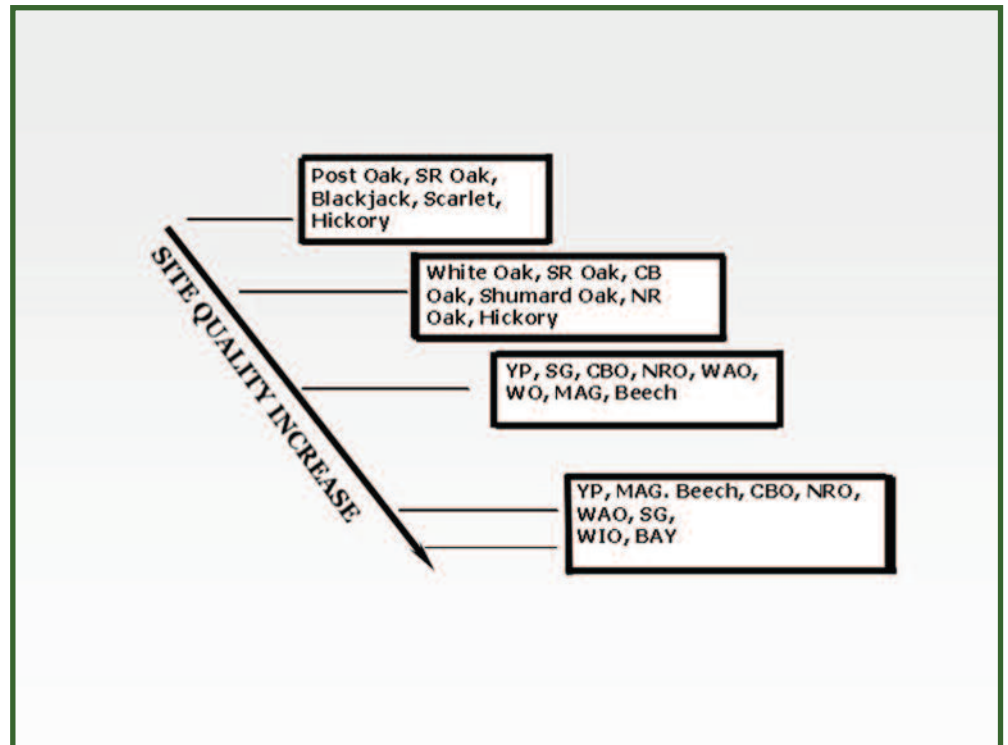 Post Oak, SR Oak,
Blackjack, Scarlet,
Hickory
White Oak, SR Oak, CB
Oak, Shumard Oak, NR
Oak, Hickory
SITE QUALITY INCREASE
YP, SG, CBO, NRO, WAO,
WO, MAG, Beech
YP, MAG. Beech, CBO, NRO,
WAO, SG,
WIO, BAY